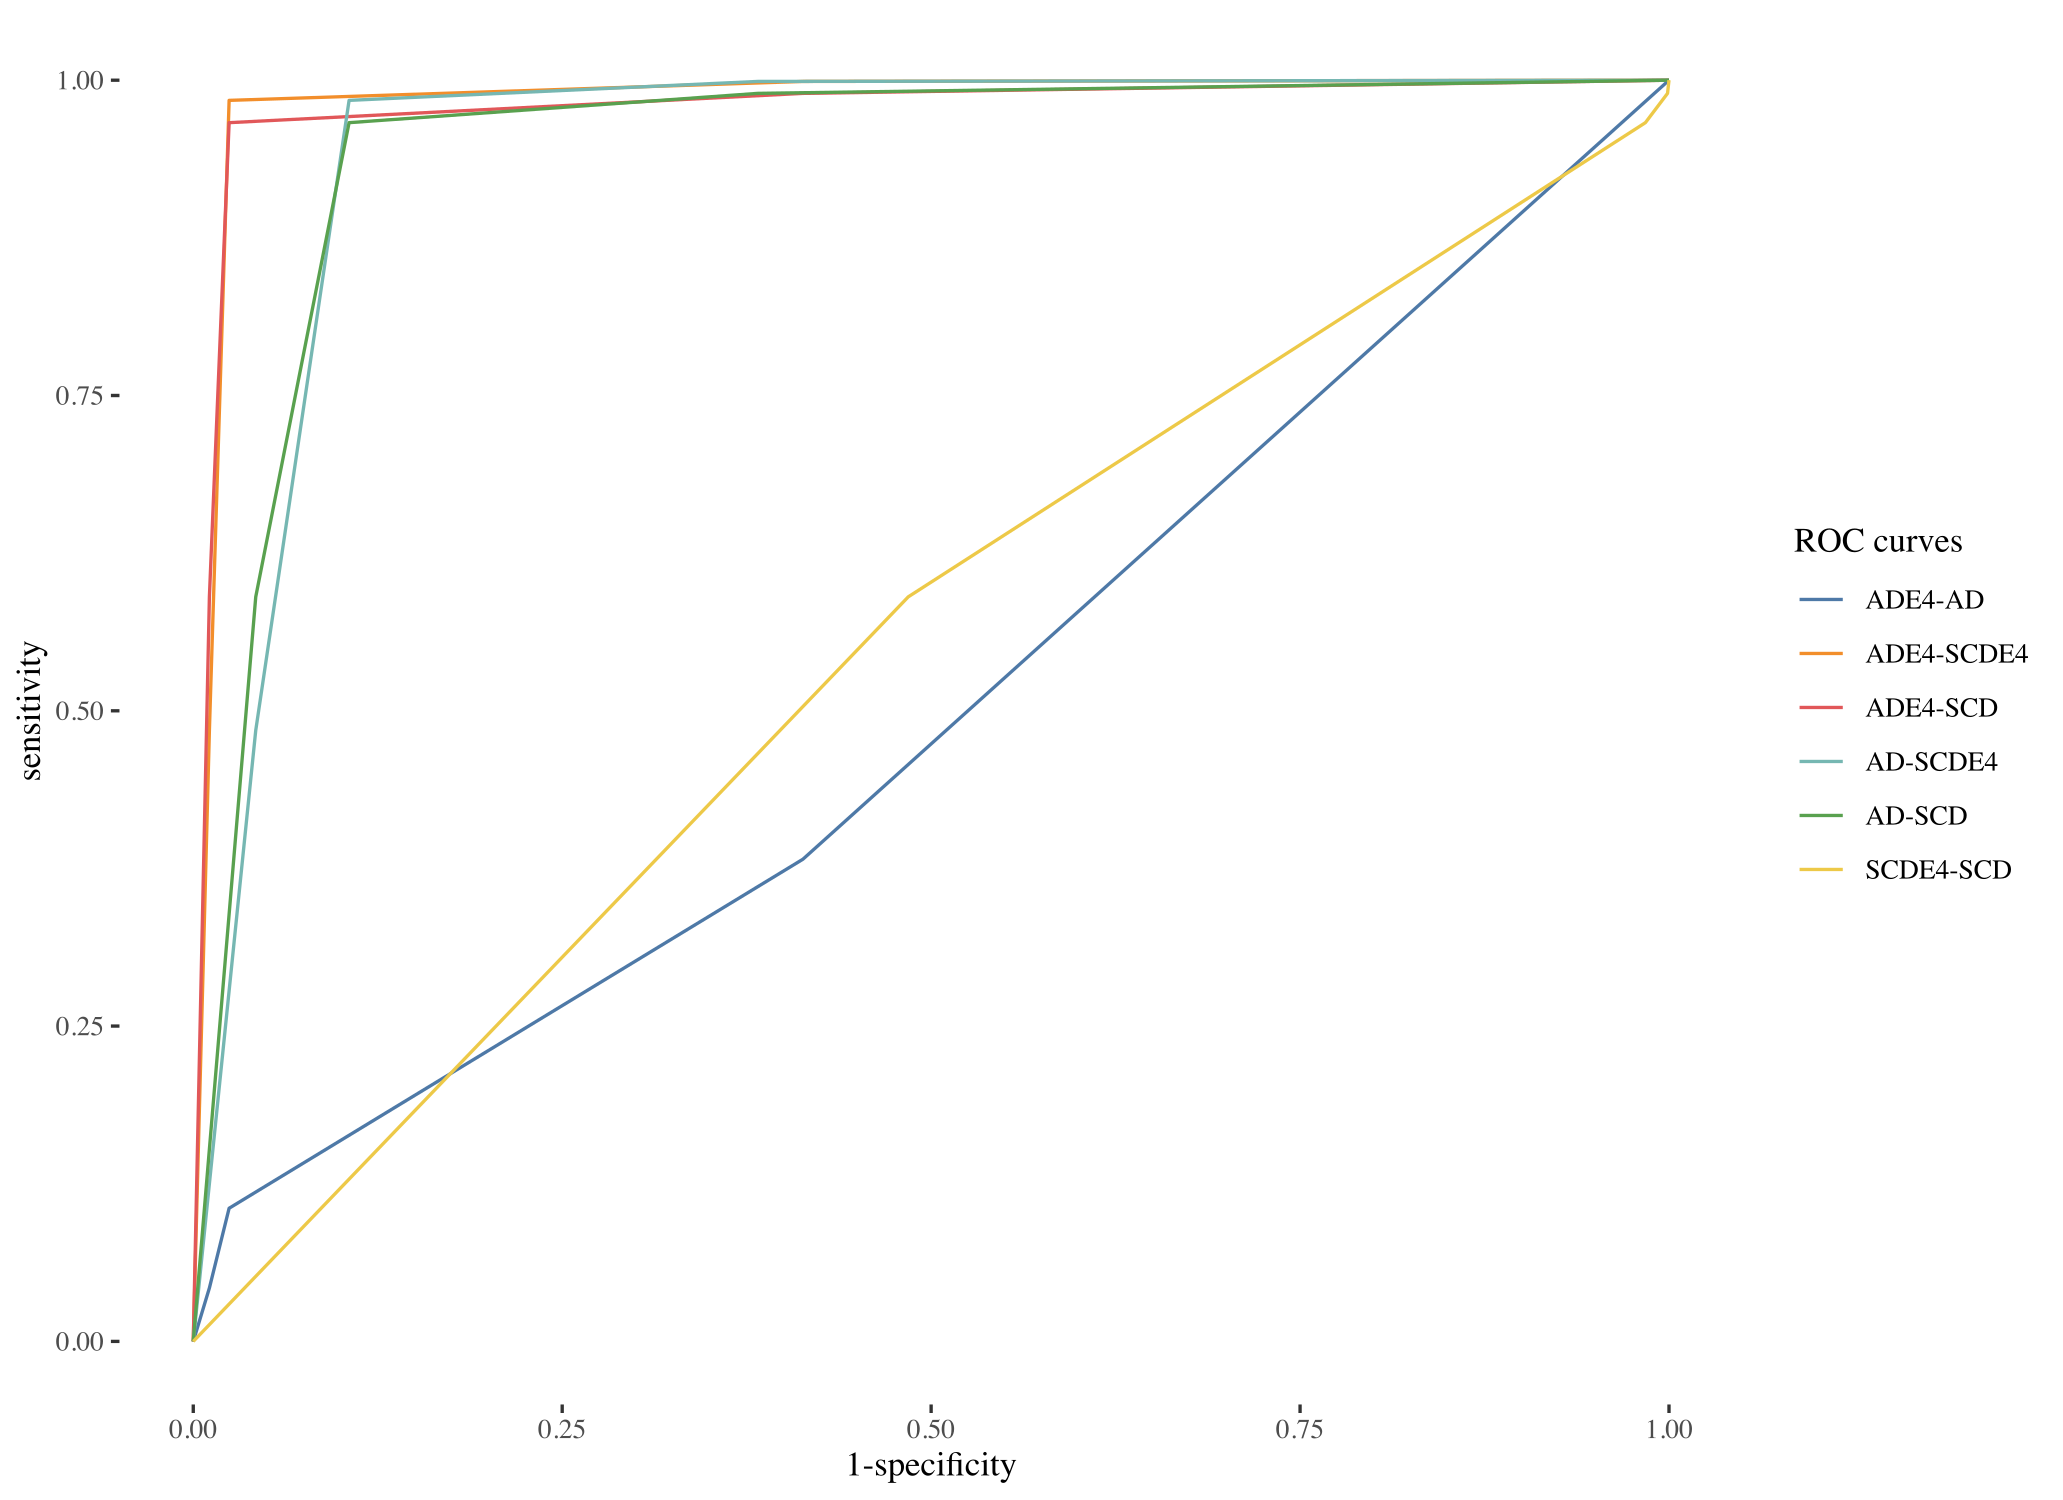 1.00
0.75
0.50
0.25
0.00
sensitivity
0.00
0.25
0.50
0.75
1.00
1-specificity
ROC curves
ADE4-AD
ADE4-SCDE4
ADE4-SCD
AD-SCDE4
AD-SCD
SCDE4-SCD